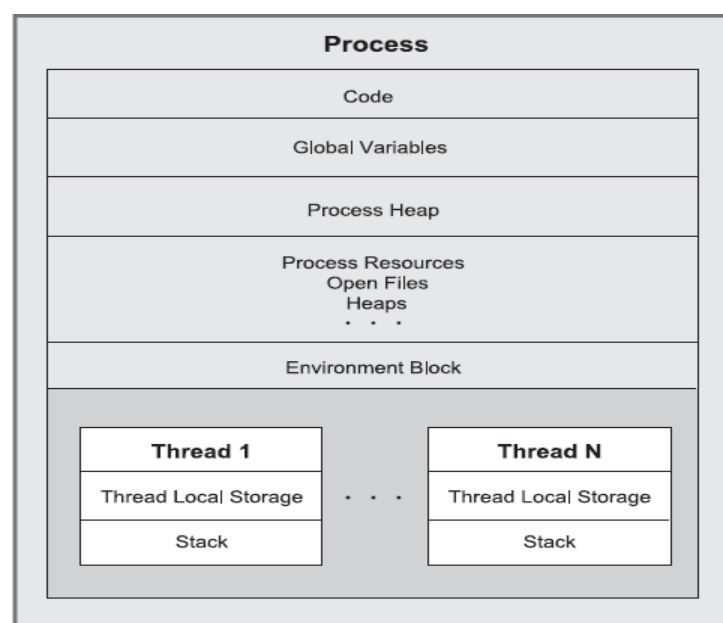 Process
Code
Global Variables
Process Heap
Process Resources
Open Files
Heaps
. . .
Environment Block
Thread 1
Thread Local Storage
Stack
. . .
Thread N
Thread Local Storage
Stack